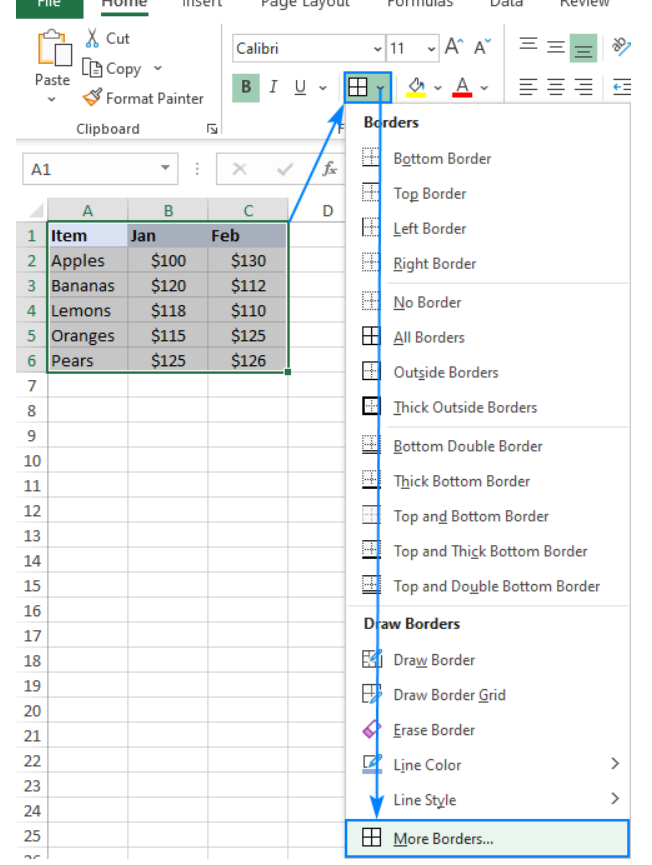 File Home Insert Page Layout Formulas Data Review
Cut
Copy
Paste
Format Painter
Clipboard
Calibri 11 A A
B I U A ab
A1 fx
A B C D
1 Item Jan Feb
2 Apples $100 $130
3 Bananas $120 $112
4 Lemons $118 $110
5 Oranges $115 $125
6 Pears $125 $126
7
8
9
10
11
12
13
14
15
16
17
18
19
20
21
22
23
24
25
26
Borders
Bottom Border
Top Border
Left Border
Right Border
No Border
All Borders
Outside Borders
Thick Outside Borders
Bottom Double Border
Thick Bottom Border
Top and Bottom Border
Top and Thick Bottom Border
Top and Double Bottom Border
Draw Borders
Draw Border
Draw Border Grid
Erase Border
Line Color
Line Style
More Borders...